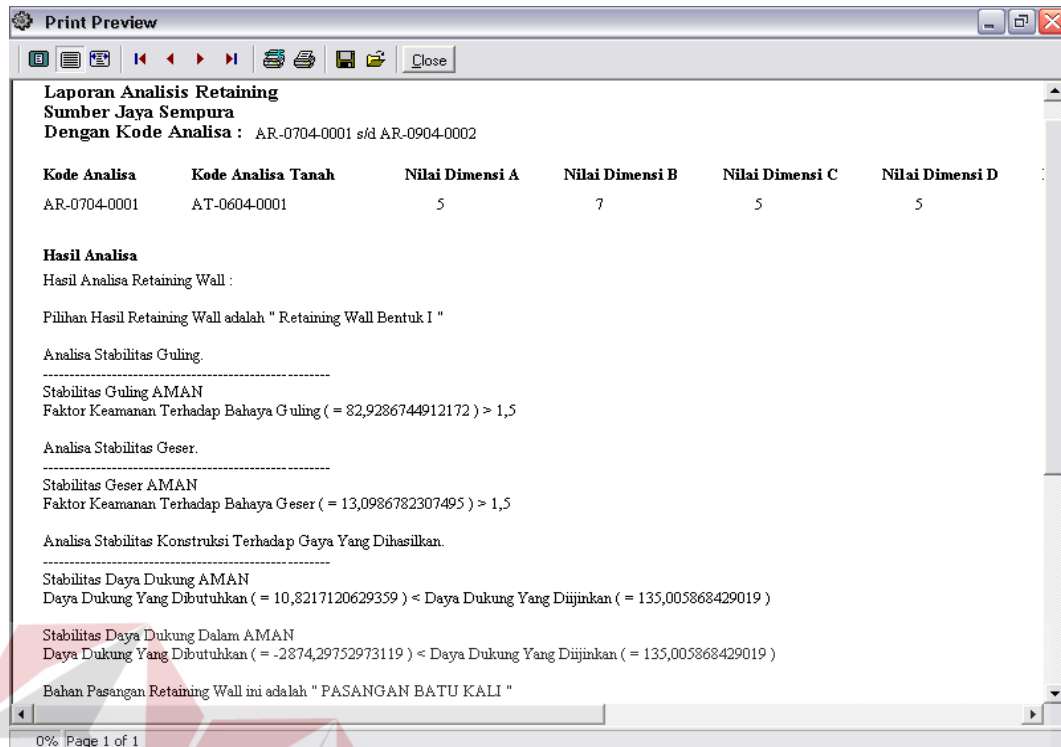 Print Preview
Close
Laporan Analisis Retaining
Sumber Jaya Sempura
Dengan Kode Analisa : AR-0704-0001 s/d AR-0904-0002
Kode Analisa Kode Analisa Tanah Nilai Dimensi A Nilai Dimensi B Nilai Dimensi C Nilai Dimensi D
AR-0704-0001 AT-0604-0001 5 7 5 5
Hasil Analisa
Hasil Analisa Retaining Wall :
Pilihan Hasil Retaining Wall adalah " Retaining Wall Bentuk I "
Analisa Stabilitas Guling.
-------------------------------------------------------
Stabilitas Guling AMAN
Faktor Keamanan Terhadap Bahaya Guling ( = 82,9286744912172 ) > 1,5
Analisa Stabilitas Geser.
-------------------------------------------------------
Stabilitas Geser AMAN
Faktor Keamanan Terhadap Bahaya Geser ( = 13,0986782307495 ) > 1,5
Analisa Stabilitas Konstruksi Terhadap Gaya Yang Dihasilkan.
-------------------------------------------------------
Stabilitas Daya Dukung AMAN
Daya Dukung Yang Dibutuhkan ( = 10,8217120629359 ) < Daya Dukung Yang Diijinkan ( = 135,005868429019 )
Stabilitas Daya Dukung Dalam AMAN
Daya Dukung Yang Dibutuhkan ( = -2874,29752973119 ) < Daya Dukung Yang Diijinkan ( = 135,005868429019 )
Bahan Pasangan Retaining Wall ini adalah " PASANGAN BATU KALI "
0% Page 1 of 1